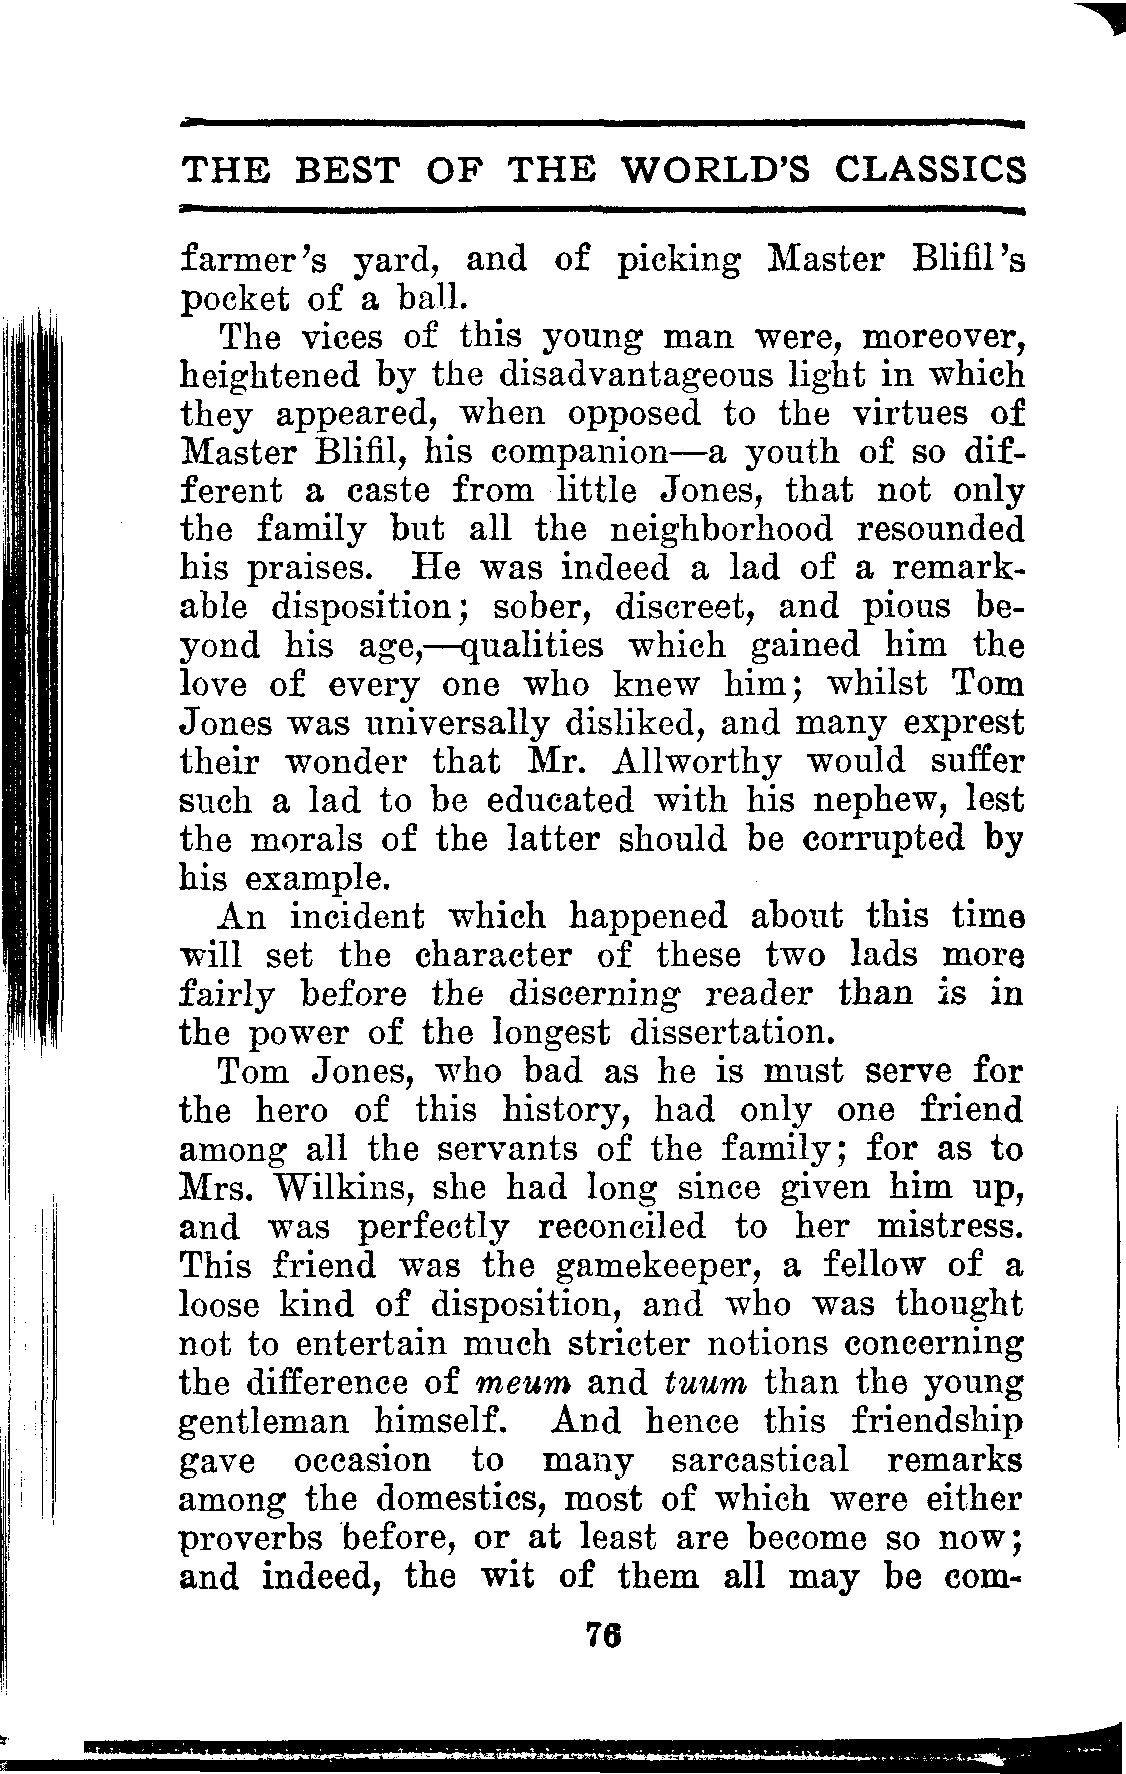 THE BEST OF THE WORLD'S CLASSICS
farmer's yard, and of picking Master Blifil's
pocket of a ball.
The vices of this young man were, moreover,
heightened by the disadvantageous light in which
they appeared, when opposed to the virtues of
Master Blifil, his companion—a youth of so dif-
ferent a caste from little Jones, that not only
the family but all the neighborhood resounded
his praises. He was indeed a lad of a remark-
able disposition; sober, discreet, and pious be-
yond his age,—qualities which gained him the
love of every one who knew him; whilst Tom
Jones was universally disliked, and many exprest
their wonder that Mr. Allworthy would suffer
such a lad to be educated with his nephew, lest
the morals of the latter should be corrupted by
his example.
An incident which happened about this time
will set the character of these two lads more
fairly before the discerning reader than is in
the power of the longest dissertation.
Tom Jones, who bad as he is must serve for
the hero of this history, had only one friend
among all the servants of the family; for as to
Mrs. Wilkins, she had long since given him up,
and was perfectly reconciled to her mistress.
This friend was the gamekeeper, a fellow of a
loose kind of disposition, and who was thought
not to entertain much stricter notions concerning
the difference of meum and tuum than the young
gentleman himself. And hence this friendship
gave occasion to many sarcastical remarks
among the domestics, most of which were either
proverbs before, or at least are become so now;
and indeed, the wit of them all may be com-
76